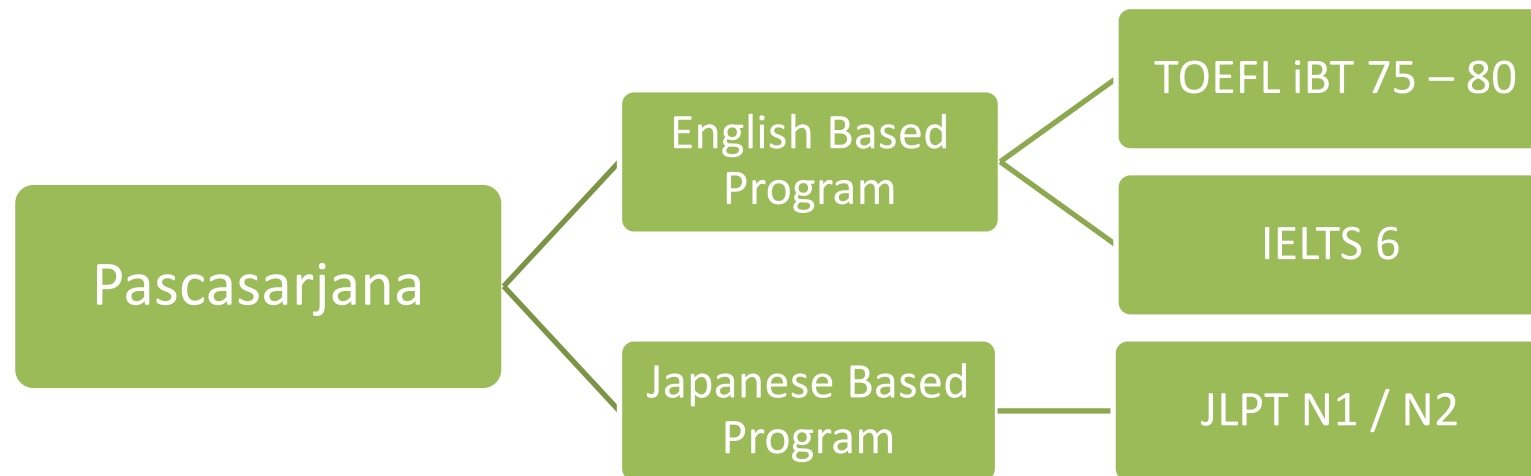 Pascasarjana
English Based
Program
TOEFL iBT 75 – 80
IELTS 6
Japanese Based
Program
JLPT N1 / N2